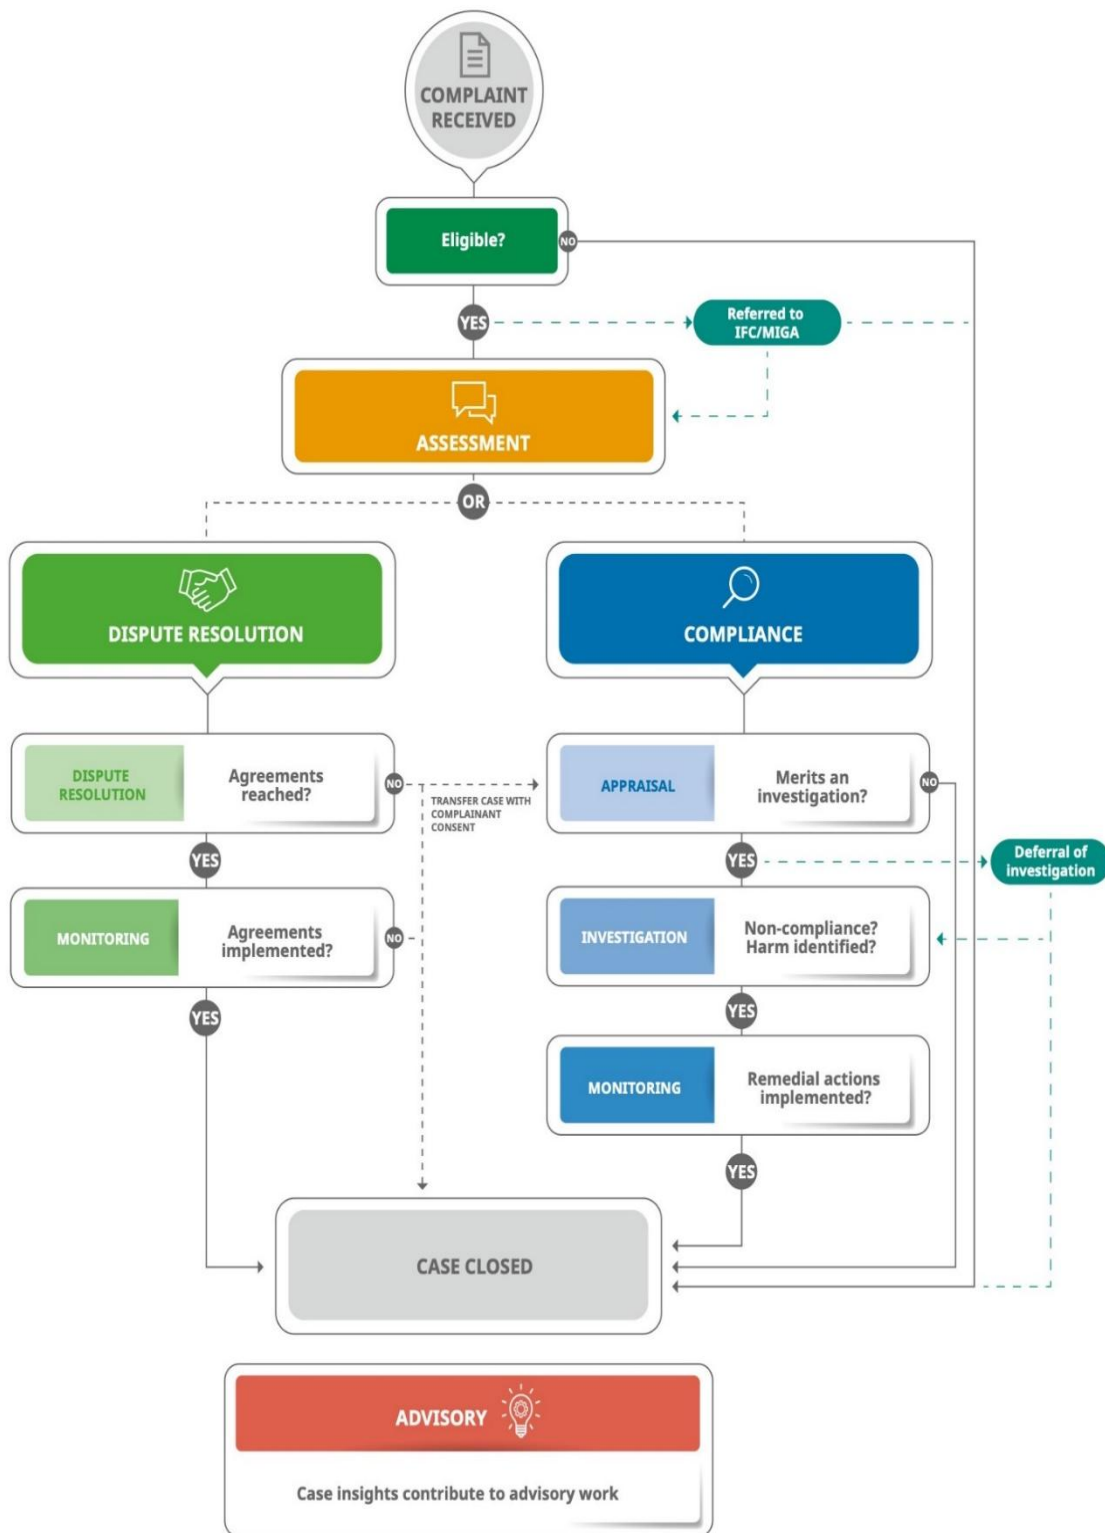 COMPLAINT
RECEIVED
Eligible?
NO
YES
Referred to
IFC/MIGA
ASSESSMENT
OR
DISPUTE RESOLUTION
COMPLIANCE
DISPUTE
RESOLUTION
Agreements
reached?
NO
TRANSFER CASE WITH
COMPLAINANT
CONSENT
APPRAISAL
Merits an
investigation?
NO
YES
YES
Deferral of
investigation
MONITORING
Agreements
implemented?
NO
INVESTIGATION
Non-compliance?
Harm identified?
YES
YES
MONITORING
Remedial actions
implemented?
YES
CASE CLOSED
ADVISORY
Case insights contribute to advisory work